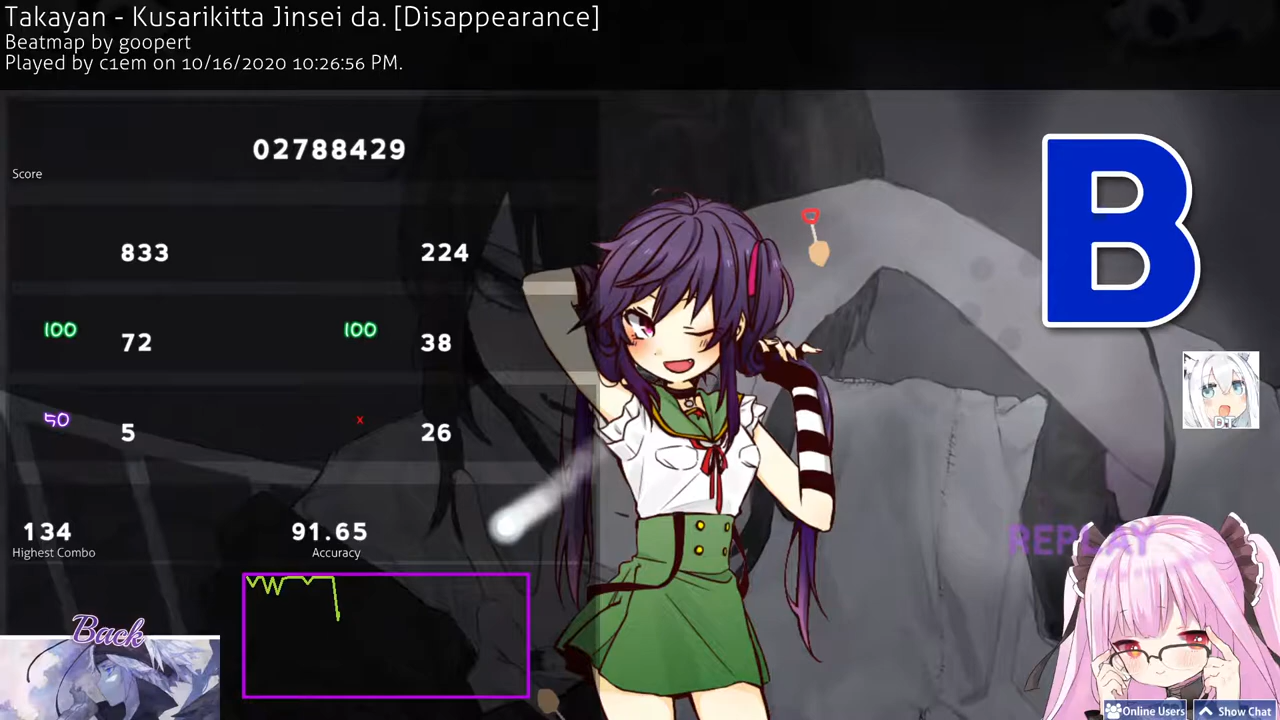 Takayan - Kusarikitta Jinsei da. [Disappearance]
Beatmap by goopert
Played by c1em on 10/16/2020 10:26:56 PM.
02788429
Score
833 224
100 72 100 38
50 5 x 26
134 91.65
Highest Combo Accuracy
B
D:<
REPLAY
Back
Online Users Show Chat